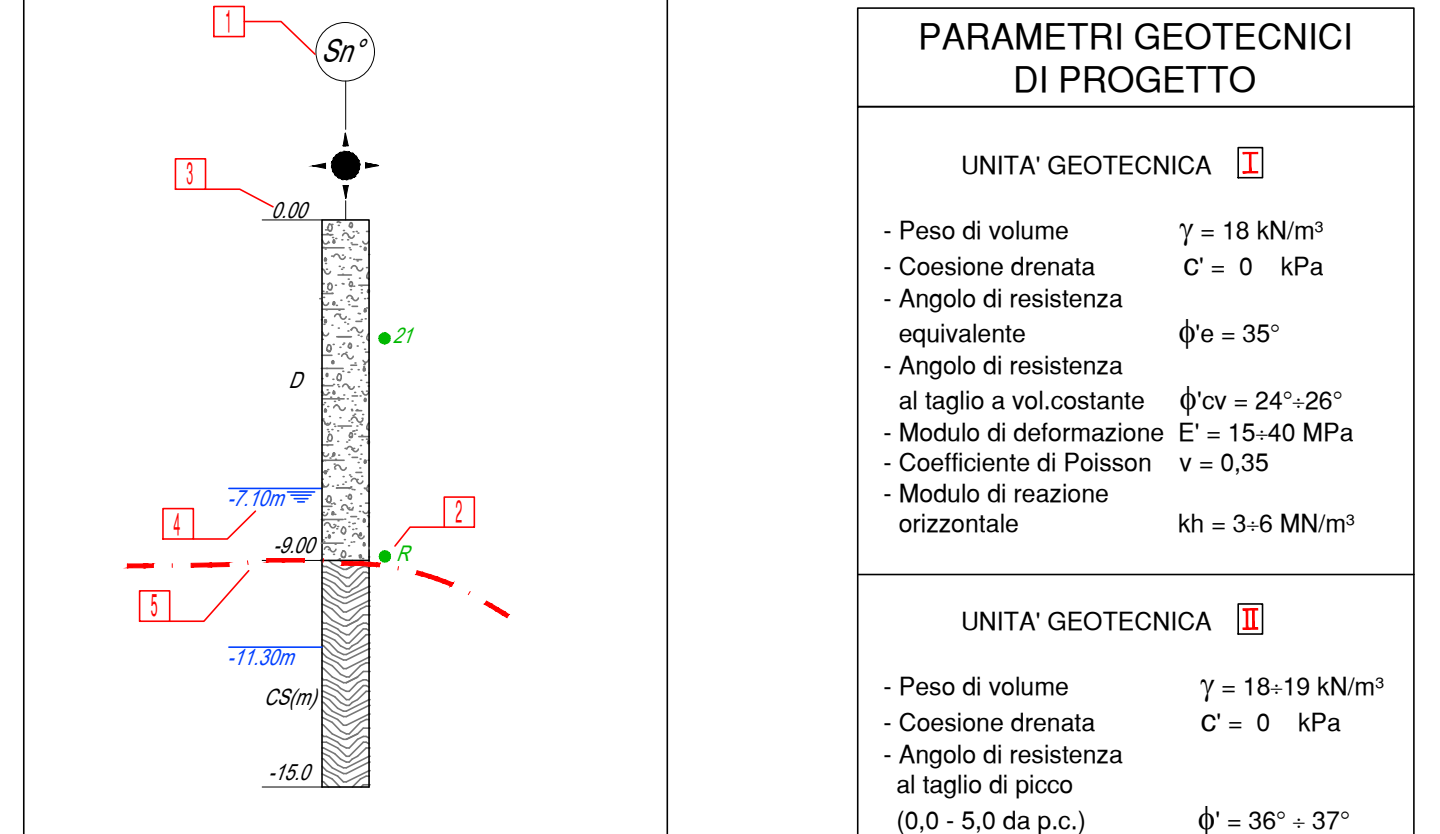 1
Sn°
3
0.00
21
D
-7.10m
4
2
-9.00
R
5
-11.30m
CS(m)
-15.0
PARAMETRI GEOTECNICI
DI PROGETTO
UNITA' GEOTECNICA I
- Peso di volume γ = 18 kN/m³
- Coesione drenata c' = 0 kPa
- Angolo di resistenza
equivalente ϕ'e = 35°
- Angolo di resistenza
al taglio a vol.costante ϕ'cv = 24°÷26°
- Modulo di deformazione E' = 15÷40 MPa
- Coefficiente di Poisson v = 0,35
- Modulo di reazione
orizzontale kh = 3÷6 MN/m³
UNITA' GEOTECNICA II
- Peso di volume γ = 18÷19 kN/m³
- Coesione drenata c' = 0 kPa
- Angolo di resistenza
al taglio di picco
(0,0 - 5,0 da p.c.) ϕ' = 36° ÷ 37°